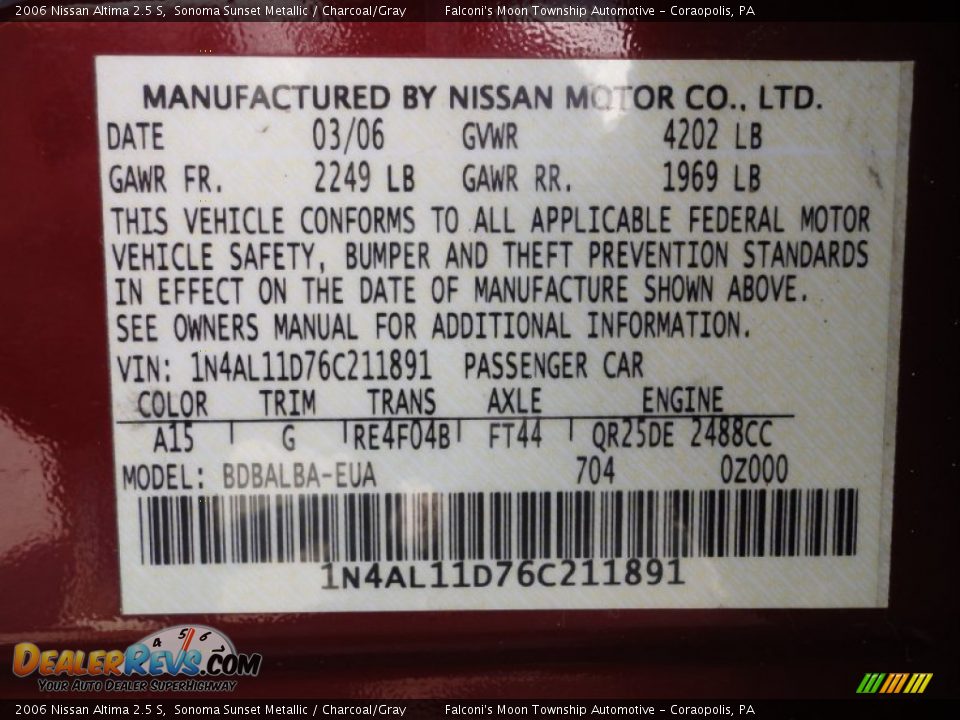 2006 Nissan Altima 2.5 S, Sonoma Sunset Metallic / Charcoal/Gray Falconi's Moon Township Automotive - Coraopolis, PA
MANUFACTURED BY NISSAN MOTOR CO., LTD.
DATE 03/06 GVWR 4202 LB
GAWR FR. 2249 LB GAWR RR. 1969 LB
THIS VEHICLE CONFORMS TO ALL APPLICABLE FEDERAL MOTOR
VEHICLE SAFETY, BUMPER AND THEFT PREVENTION STANDARDS
IN EFFECT ON THE DATE OF MANUFACTURE SHOWN ABOVE.
SEE OWNERS MANUAL FOR ADDITIONAL INFORMATION.
VIN: 1N4AL11D76C211891 PASSENGER CAR
COLOR TRIM TRANS AXLE ENGINE
A15 G RE4F04B FT44 QR25DE 2488CC
MODEL: BDBALBA-EUA 704 0Z000
1N4AL11D76C211891
4 5 6
DEALERREVS.COM
YOUR AUTO DEALER SUPERHIGHWAY
2006 Nissan Altima 2.5 S, Sonoma Sunset Metallic / Charcoal/Gray Falconi's Moon Township Automotive - Coraopolis, PA